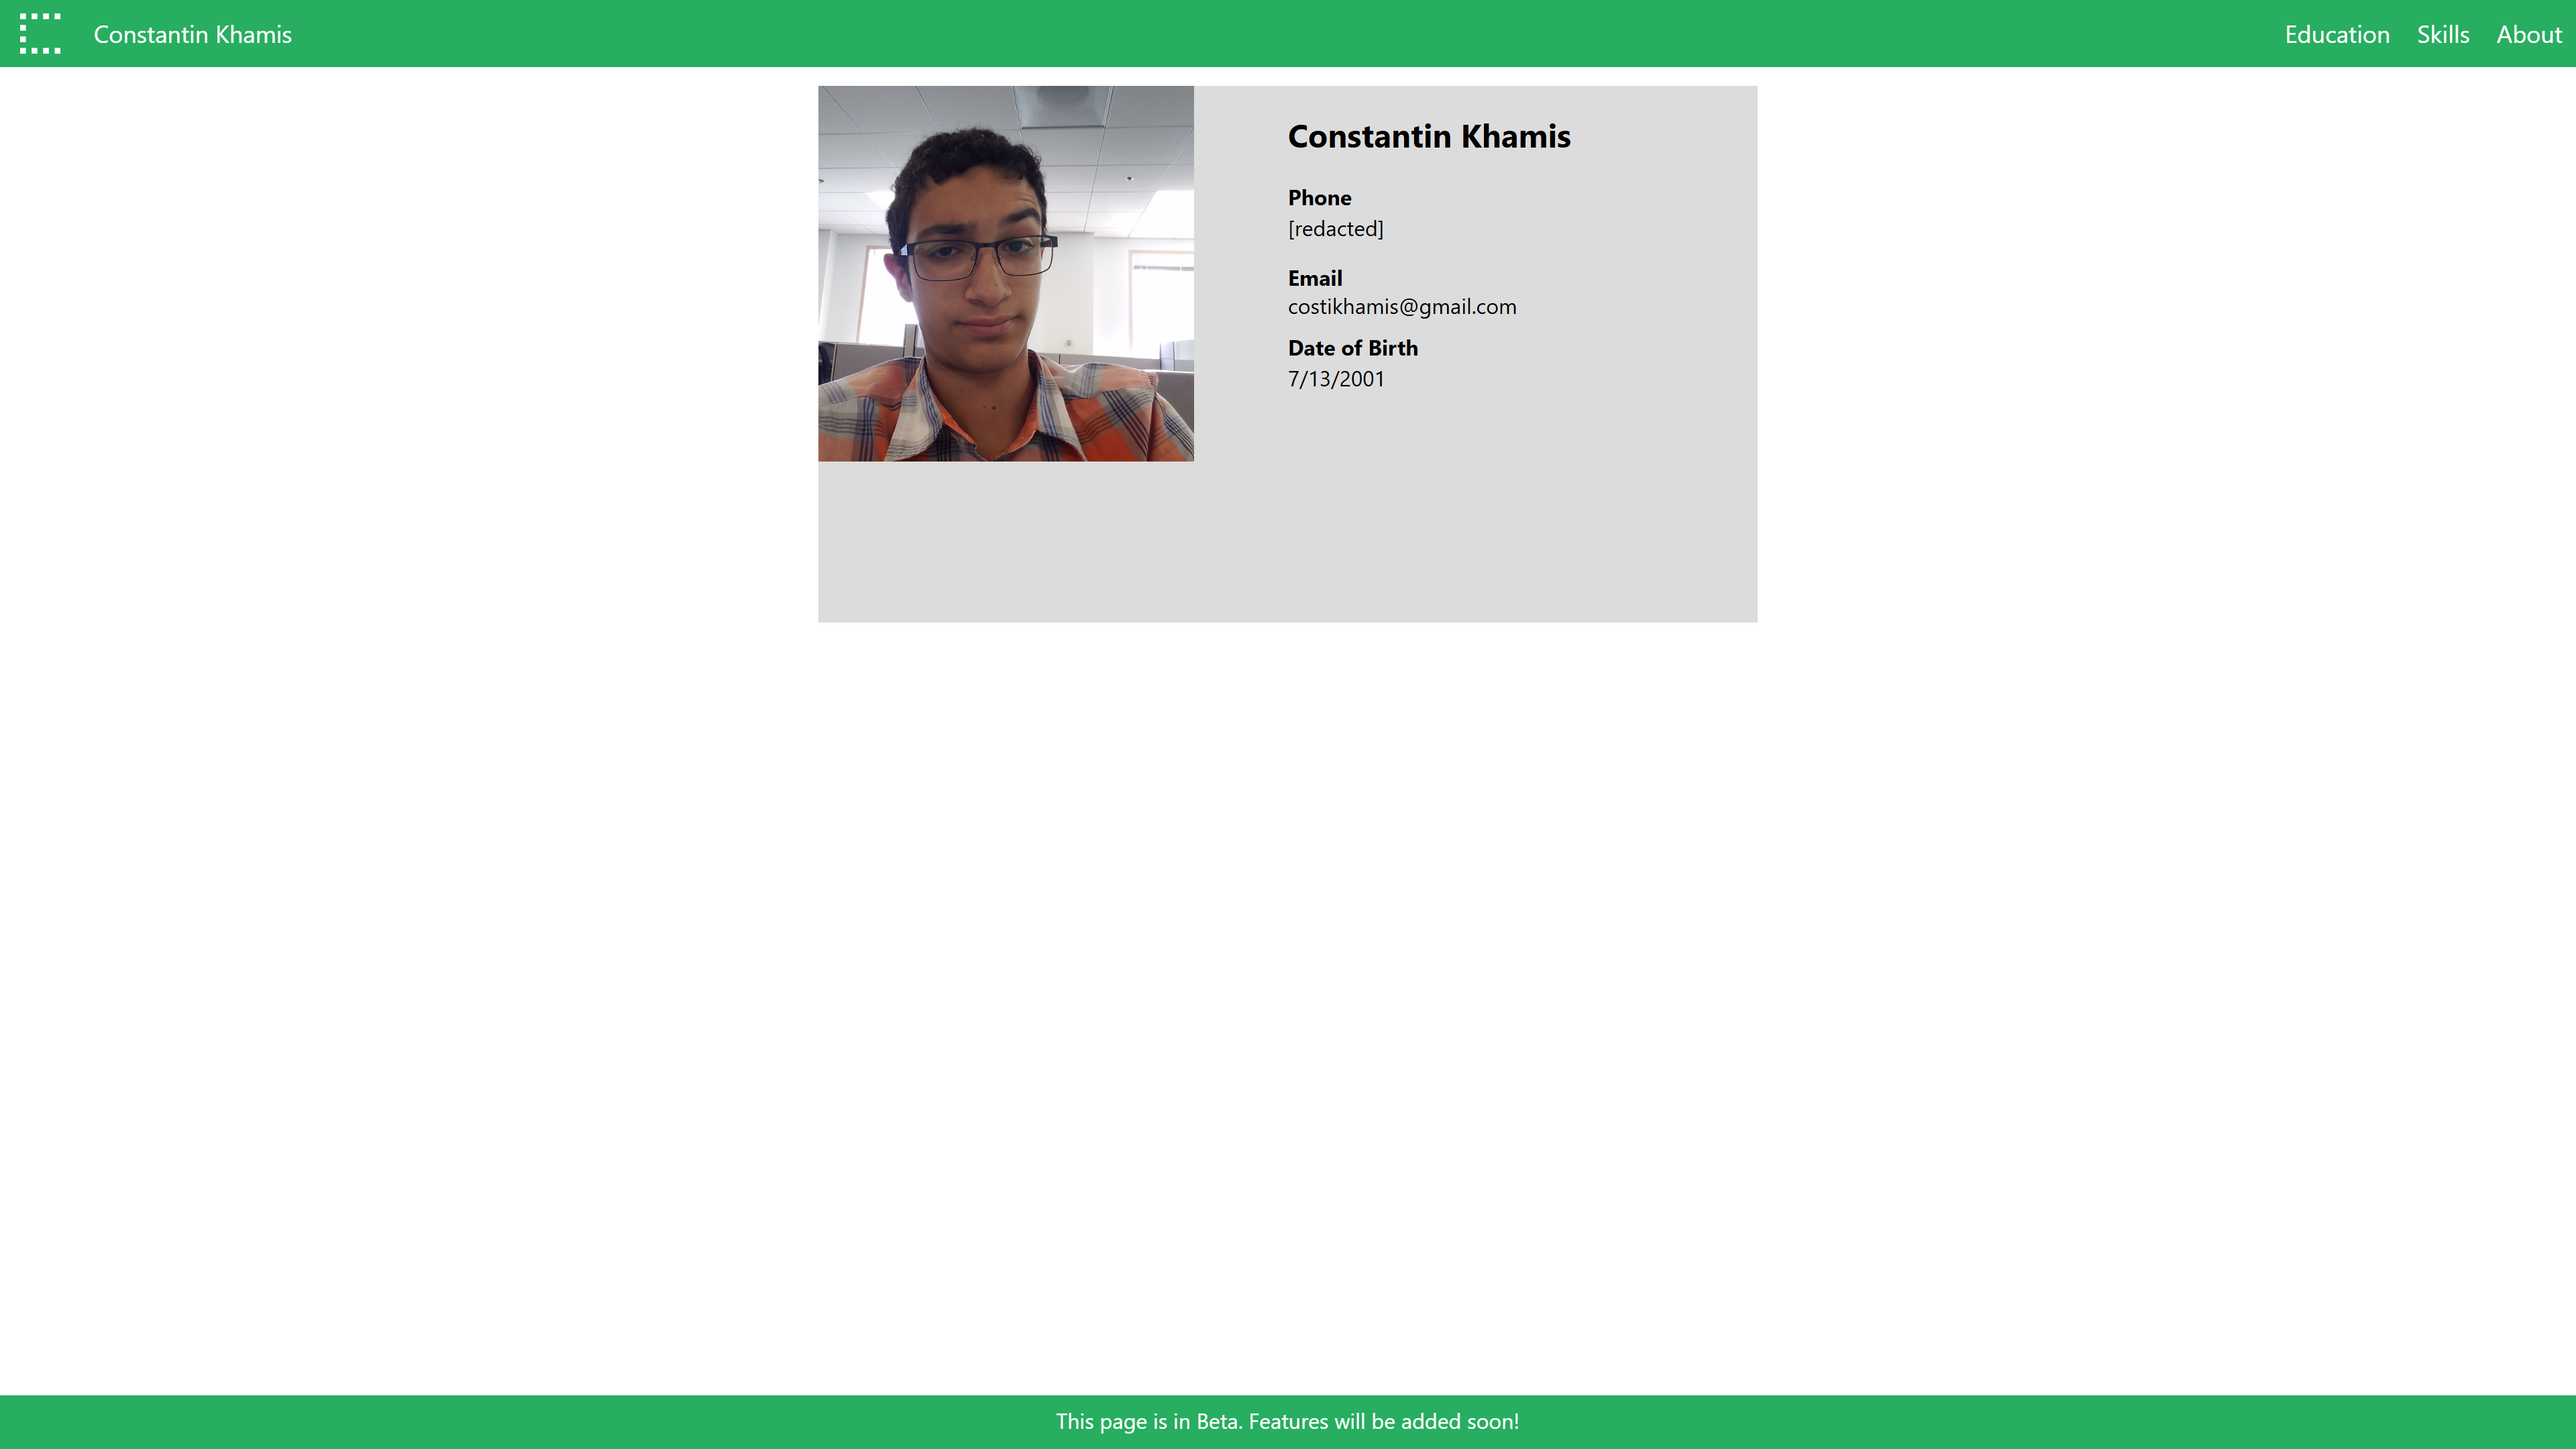 Constantin Khamis
Education Skills About
Constantin Khamis
Phone
[redacted]
Email
costikhamis@gmail.com
Date of Birth
7/13/2001
This page is in Beta. Features will be added soon!